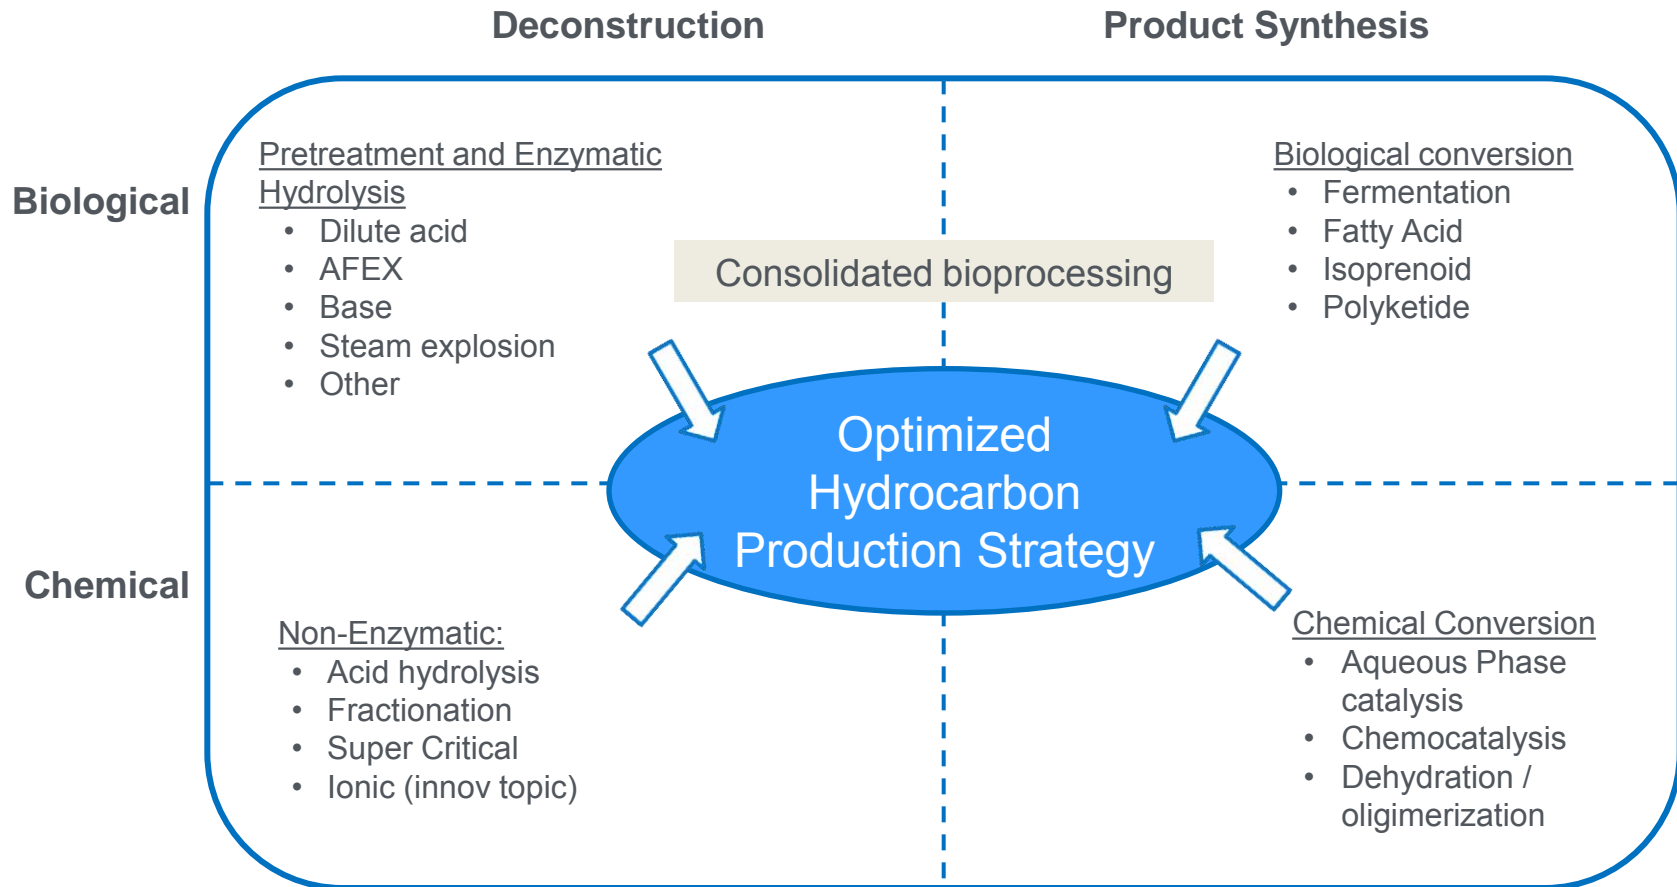 Deconstruction
Product Synthesis
Biological
Pretreatment and Enzymatic
Hydrolysis
• Dilute acid
• AFEX
• Base
• Steam explosion
• Other
Consolidated bioprocessing
Biological conversion
• Fermentation
• Fatty Acid
• Isoprenoid
• Polyketide
Optimized
Hydrocarbon
Production Strategy
Chemical
Non-Enzymatic:
• Acid hydrolysis
• Fractionation
• Super Critical
• Ionic (innov topic)
Chemical Conversion
• Aqueous Phase
catalysis
• Chemocatalysis
• Dehydration /
oligimerization